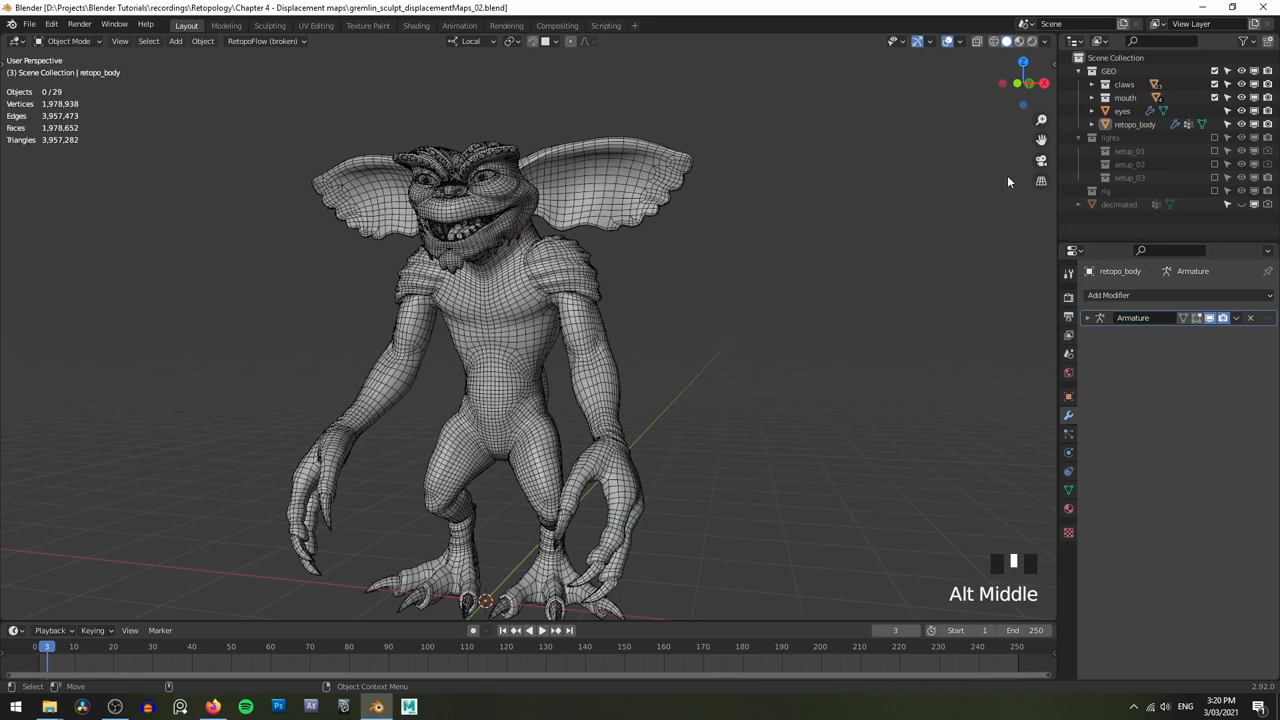 Blender [D:\Projects\Blender Tutorials\recordings\Retopology\Chapter 4 - Displacement maps\gremlin_sculpt_displacementMaps_02.blend]
File Edit Render Window Help Layout Modeling Sculpting UV Editing Texture Paint Shading Animation Rendering Compositing Scripting + Scene View Layer
Object Mode View Select Add Object RetopoFlow (broken) Local
User Perspective
(3) Scene Collection | retopo_body
Objects 0 / 29
Vertices 1,978,938
Edges 3,957,473
Faces 1,978,652
Triangles 3,957,282
Z
X
Scene Collection
GEO
claws 23
mouth 4
eyes
retopo_body
lights
setup_01
setup_02
setup_03
rig
decimated
retopo_body > Armature
Add Modifier
Armature
Alt Middle
Playback Keying View Marker 3 Start 1 End 250
0 3 10 20 30 40 50 60 70 80 90 100 110 120 130 140 150 160 170 180 190 200 210 220 230 240 250
Select Move Object Context Menu 2.92.0
Ps Ae M ENG 3:20 PM
3/03/2021